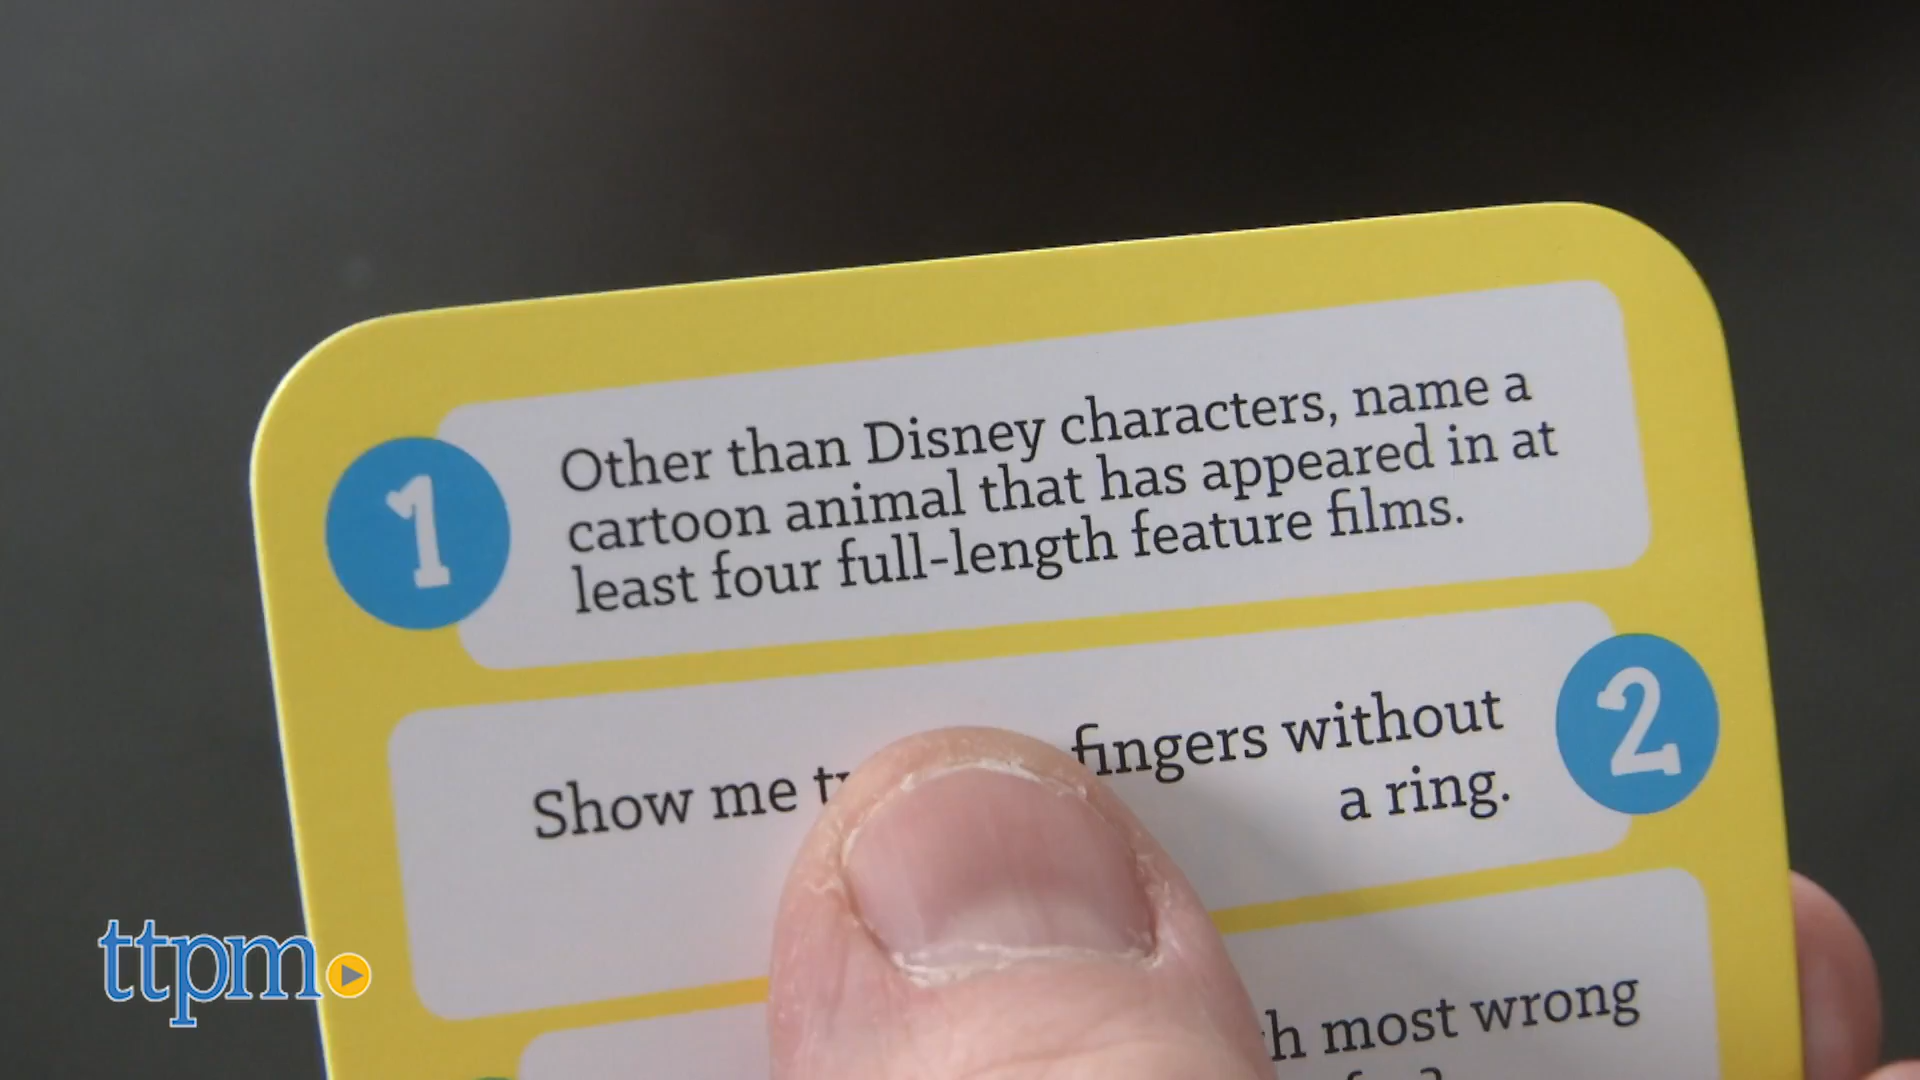 1
Other than Disney characters, name a
cartoon animal that has appeared in at
least four full-length feature films.
2
Show me fingers without
a ring.
most wrong
ttpm